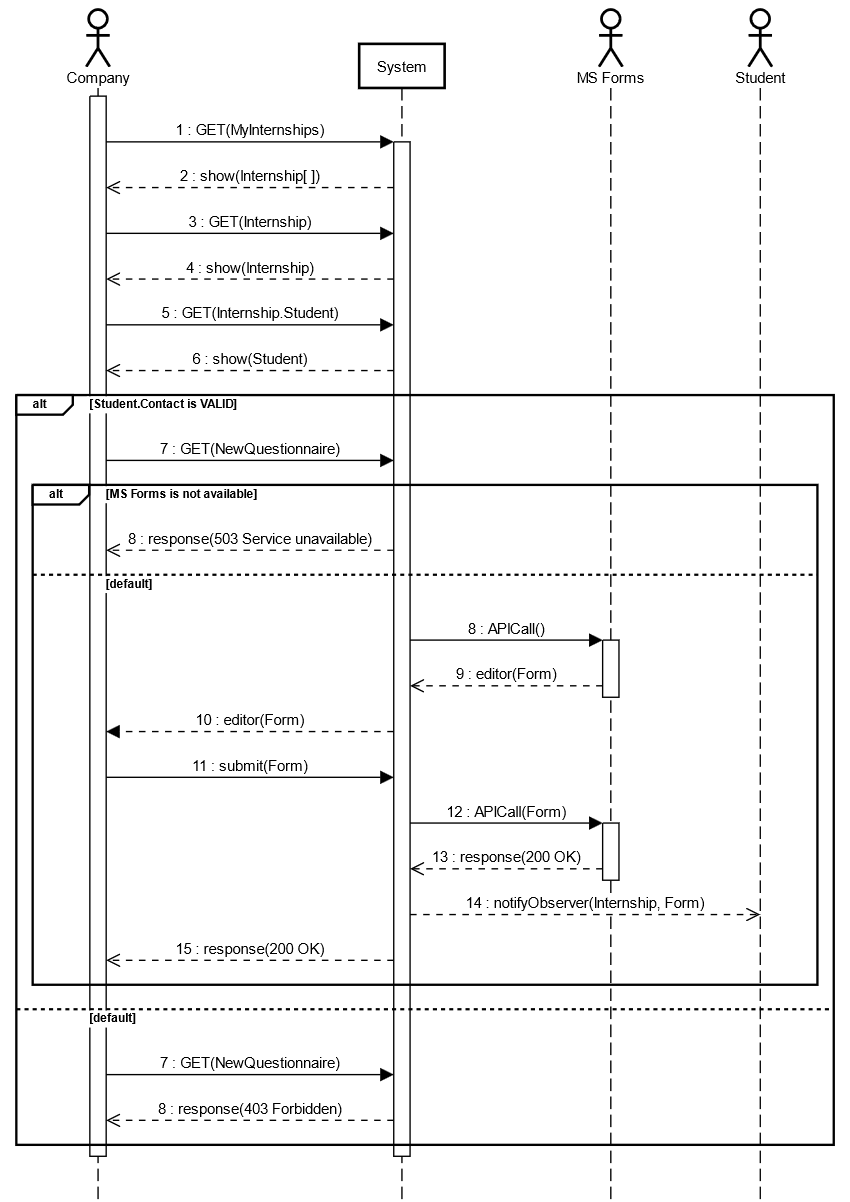 Company
System
MS Forms
Student
1 : GET(MyInternships)
2 : show(Internship[ ])
3 : GET(Internship)
4 : show(Internship)
5 : GET(Internship.Student)
6 : show(Student)
alt
[Student.Contact is VALID]
7 : GET(NewQuestionnaire)
alt
[MS Forms is not available]
8 : response(503 Service unavailable)
[default]
8 : APICall()
9 : editor(Form)
10 : editor(Form)
11 : submit(Form)
12 : APICall(Form)
13 : response(200 OK)
14 : notifyObserver(Internship, Form)
15 : response(200 OK)
[default]
7 : GET(NewQuestionnaire)
8 : response(403 Forbidden)